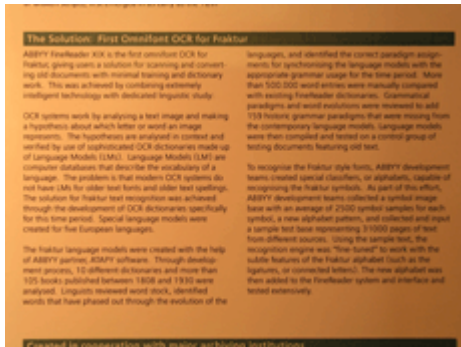 The Solution: First Omnifont OCR for Fraktur
ABBYY FineReader XIX is the first omnifont OCR for
Fraktur, giving users a solution for scanning and convert-
ing old documents with minimal training and dictionary
work. This was achieved by combining extremely
intelligent technology with dedicated linguistic study:
OCR systems work by analysing a text image and making
a hypothesis about which letter or word an image
represents. The hypotheses are analysed in context and
verified by use of sophisticated OCR dictionaries made up
of Language Models (LMs). Language Models (LM) are
computer databases that describe the vocabulary of a
language. The problem is that modern OCR systems do
not have LMs for older text fonts and older text spellings.
The solution for Fraktur text recognition was achieved
through the development of OCR dictionaries specifically
for this time period. Special language models were
created for five European languages.
The Fraktur language models were created with the help
of ABBYY partner, ATAPY software. Through develop-
ment process, 10 different dictionaries and more than
105 books published between 1808 and 1930 were
analysed. Linguists reviewed word stock, identified
words that have phased out through the evolution of the
languages, and identified the correct paradigm assign-
ments for synchronising the language models with the
appropriate grammar usage for the time period. More
than 500.000 word entries were manually compared
with existing FineReader dictionaries. Grammatical
paradigms and word evolutions were reviewed to add
159 historic grammar paradigms that were missing from
the contemporary language models. Language models
were then compiled and tested on a control group of
testing documents featuring old text.
To recognise the Fraktur style fonts, ABBYY development
teams created special classifiers, or alphabets, capable of
recognising the Fraktur symbols. As part of this effort,
ABBYY development teams collected a symbol image
base with an average of 2500 symbol samples for each
symbol, a new alphabet pattern, and collected and input
a sample test base representing 31000 pages of text
from different sources. Using the sample text, the
recognition engine was "fine tuned" to work with the
subtle features of the Fraktur alphabet (such as the
ligatures, or connected letters). The new alphabet was
then added to the FineReader system and interface and
tested extensively.
Created in cooperation with major archiving institutions